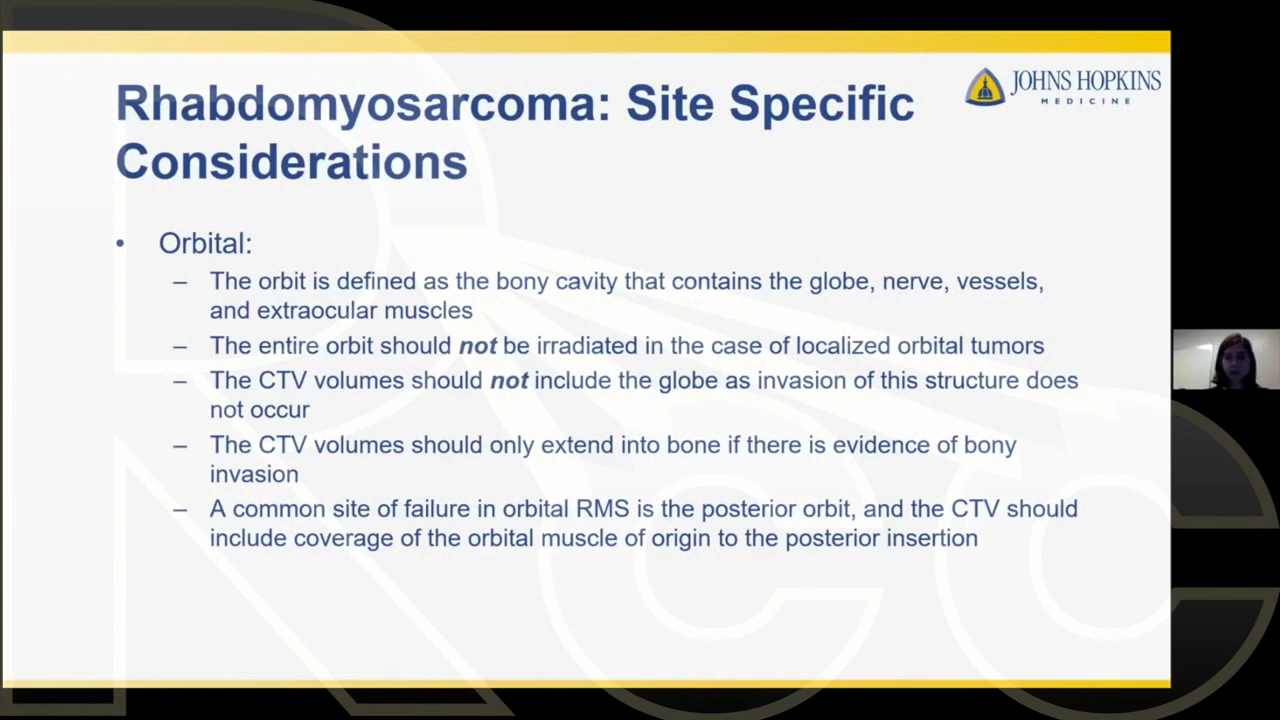 Rhabdomyosarcoma: Site Specific
Considerations
JOHNS HOPKINS
MEDICINE
• Orbital:
– The orbit is defined as the bony cavity that contains the globe, nerve, vessels,
and extraocular muscles
– The entire orbit should not be irradiated in the case of localized orbital tumors
– The CTV volumes should not include the globe as invasion of this structure does
not occur
– The CTV volumes should only extend into bone if there is evidence of bony
invasion
– A common site of failure in orbital RMS is the posterior orbit, and the CTV should
include coverage of the orbital muscle of origin to the posterior insertion
Rcc